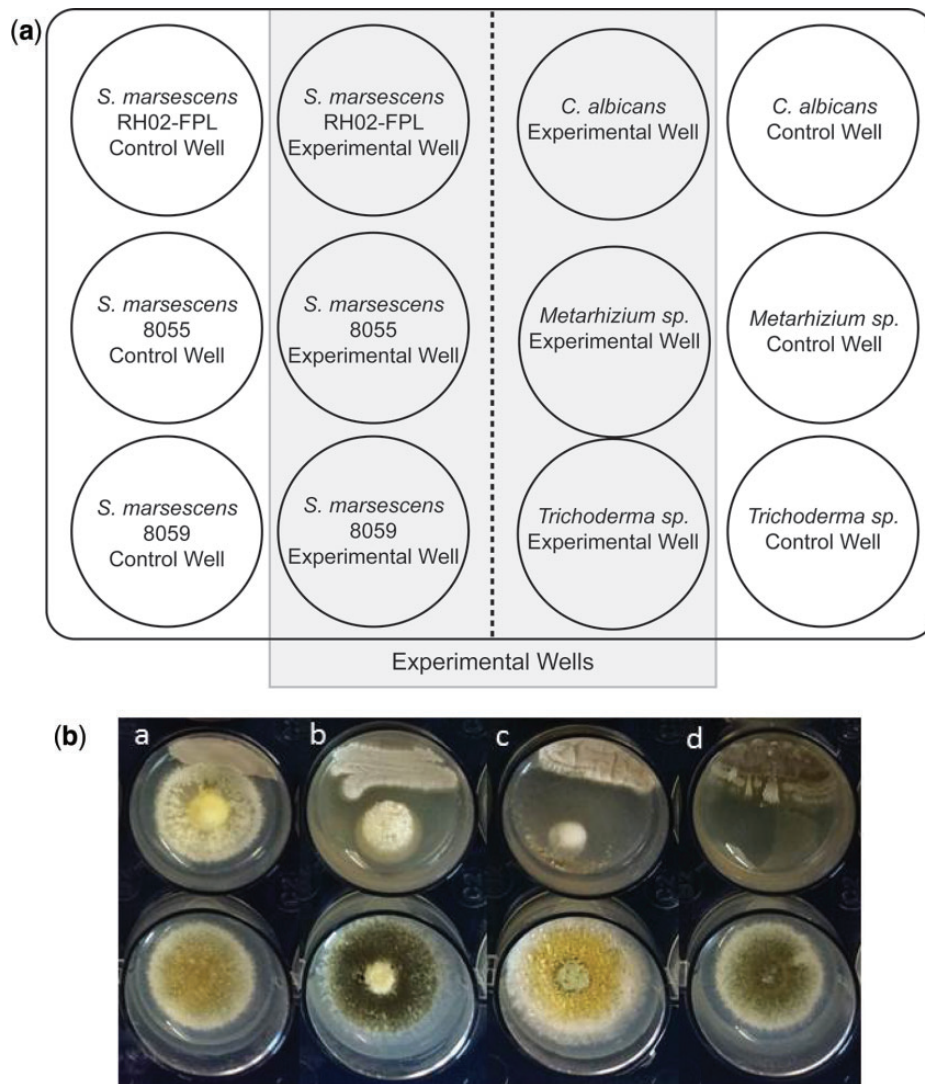 (a)
S. marsescens
RH02-FPL
Control Well
S. marsescens
RH02-FPL
Experimental Well
C. albicans
Experimental Well
C. albicans
Control Well
S. marsescens
8055
Control Well
S. marsescens
8055
Experimental Well
Metarhizium sp.
Experimental Well
Metarhizium sp.
Control Well
S. marsescens
8059
Control Well
S. marsescens
8059
Experimental Well
Trichoderma sp.
Experimental Well
Trichoderma sp.
Control Well
Experimental Wells
(b)
a
b
c
d